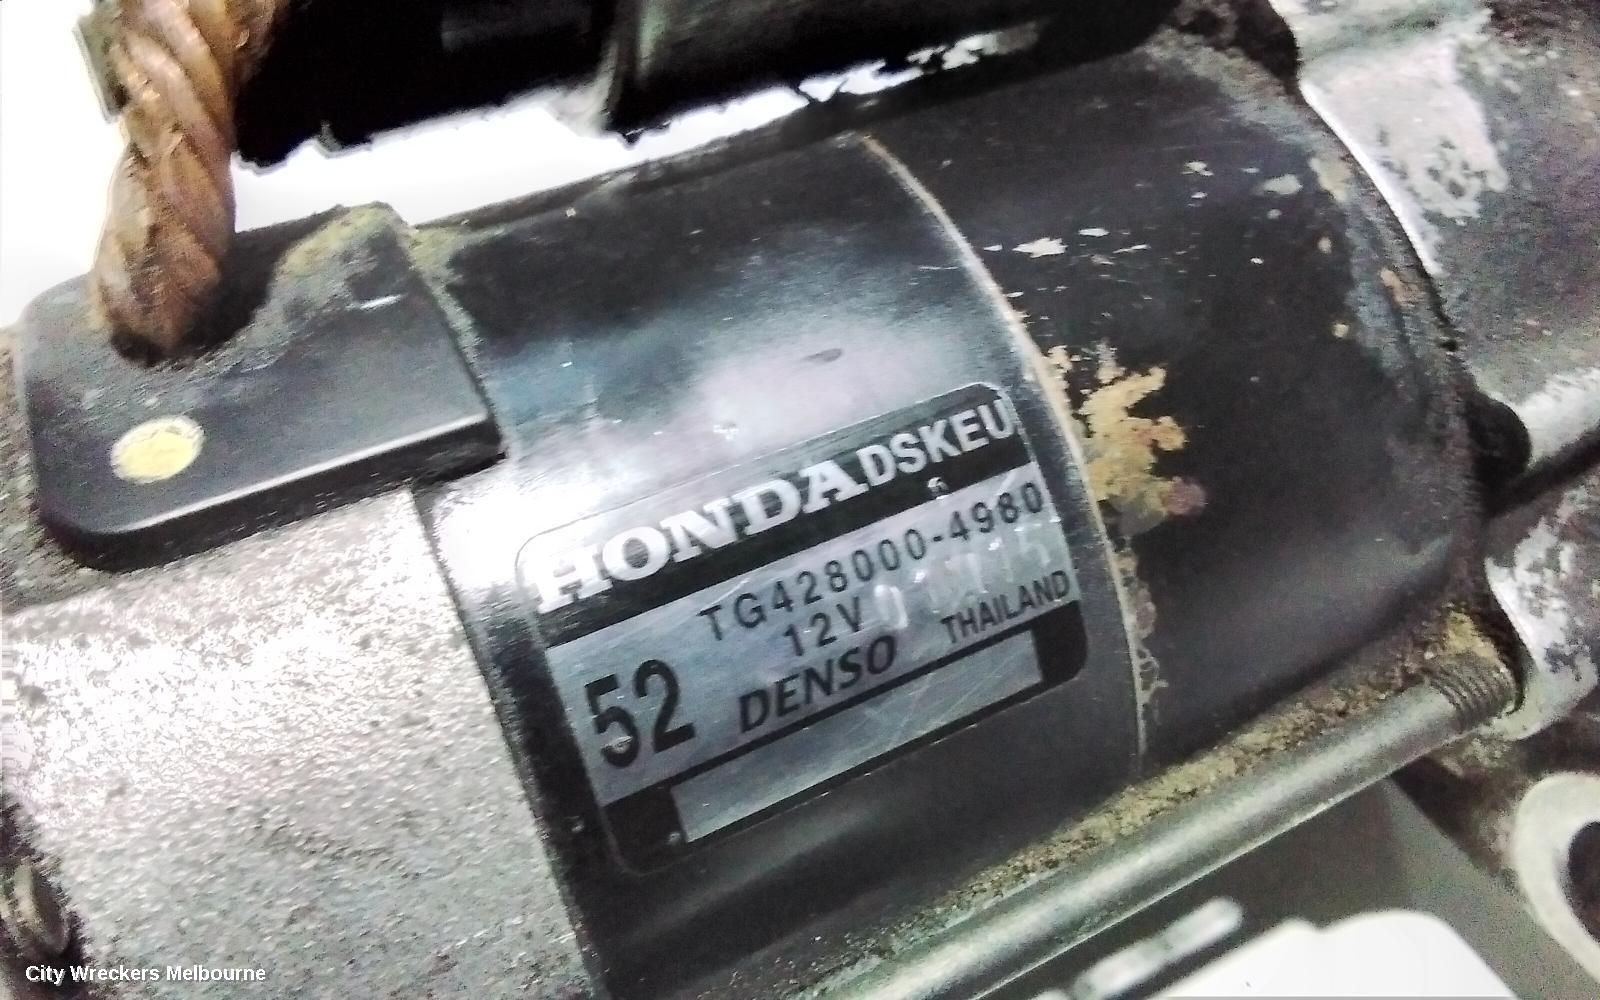 HONDA DSKEU
TG428000-4980
12V
THAILAND
52 DENSO
City Wreckers Melbourne